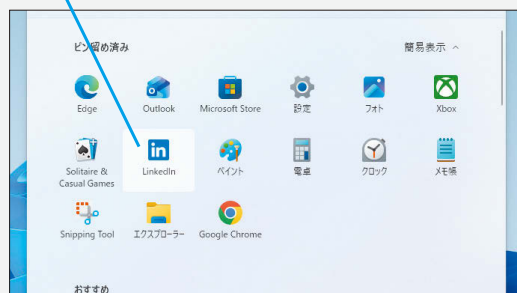 ピン留め済み 簡易表示
Edge Outlook Microsoft Store 設定 フォト Xbox
Solitaire & Casual Games LinkedIn ペイント 電卓 クロック メモ帳
Snipping Tool エクスプローラー Google Chrome
おすすめ